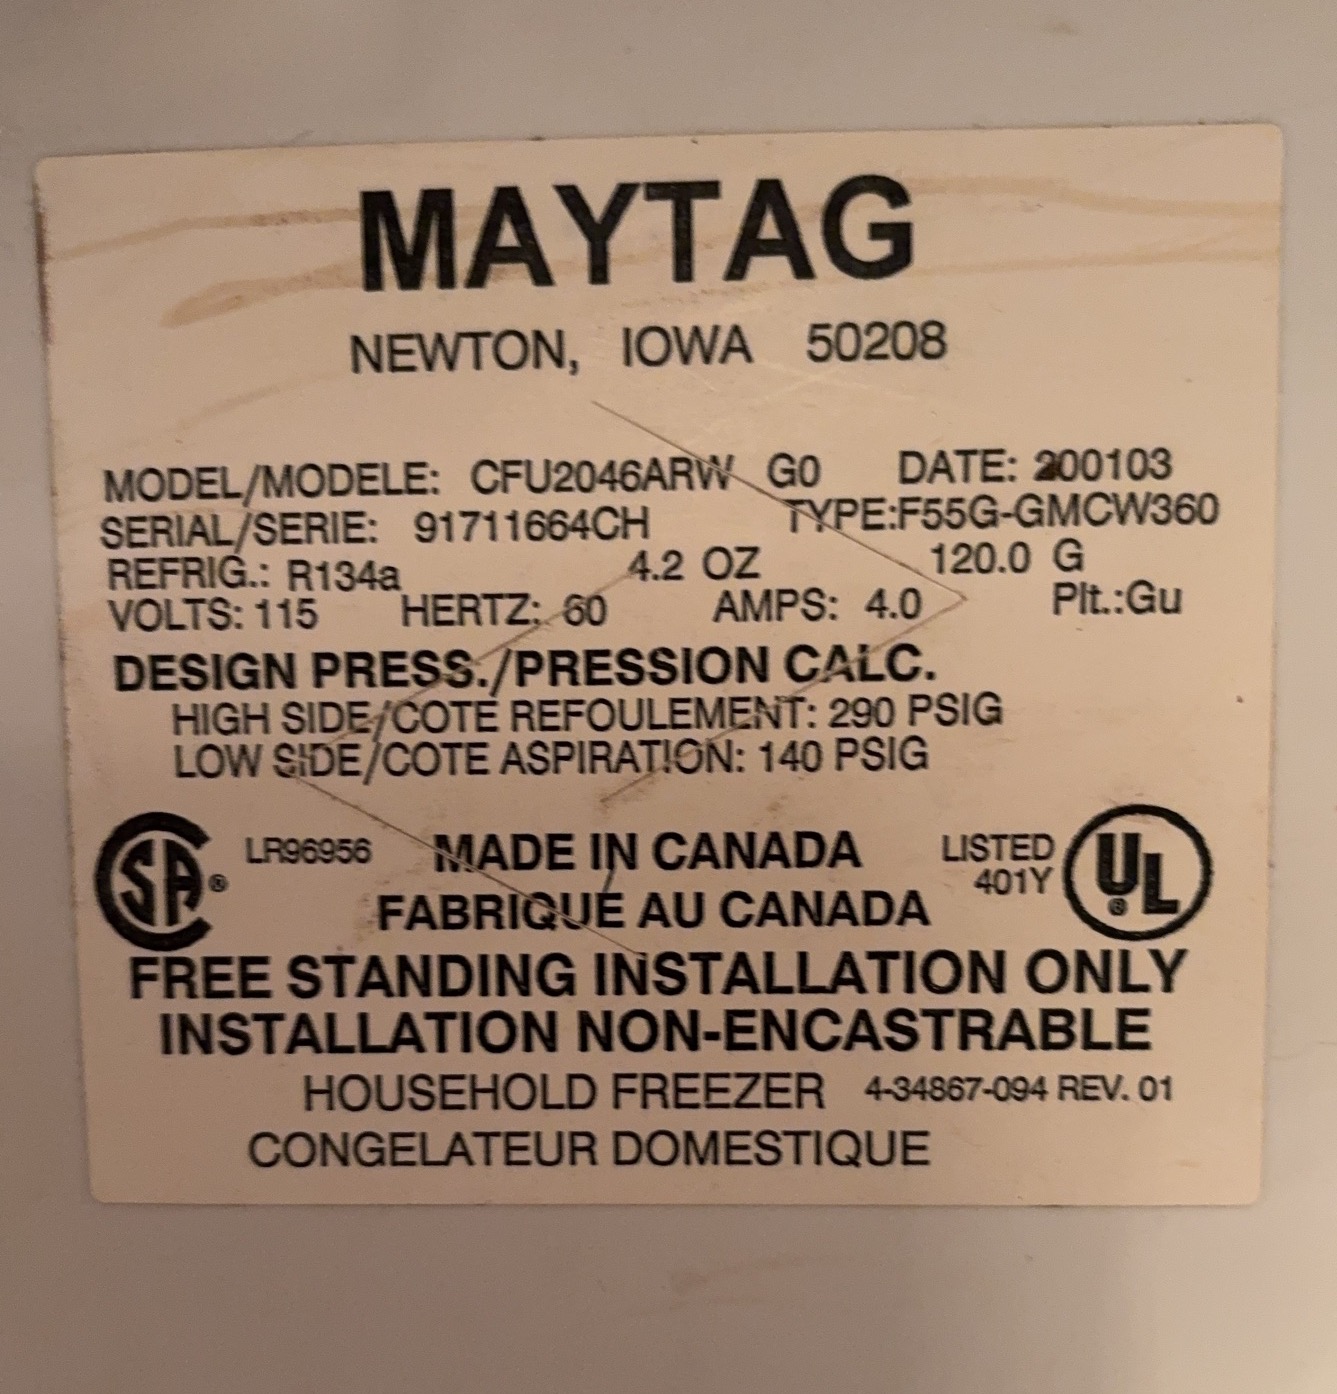 MAYTAG
NEWTON, IOWA 50208
MODEL/MODELE: CFU2046ARW G0 DATE: 200103
SERIAL/SERIE: 91711664CH TYPE:F55G-GMCW360
REFRIG.: R134a 4.2 OZ 120.0 G
VOLTS: 115 HERTZ: 60 AMPS: 4.0 Plt.:Gu
DESIGN PRESS./PRESSION CALC.
HIGH SIDE/COTE REFOULEMENT: 290 PSIG
LOW SIDE/COTE ASPIRATION: 140 PSIG
SA® LR96956 MADE IN CANADA LISTED UL®
FABRIQUÉ AU CANADA 401Y
FREE STANDING INSTALLATION ONLY
INSTALLATION NON-ENCASTRABLE
HOUSEHOLD FREEZER 4-34867-094 REV. 01
CONGELATEUR DOMESTIQUE